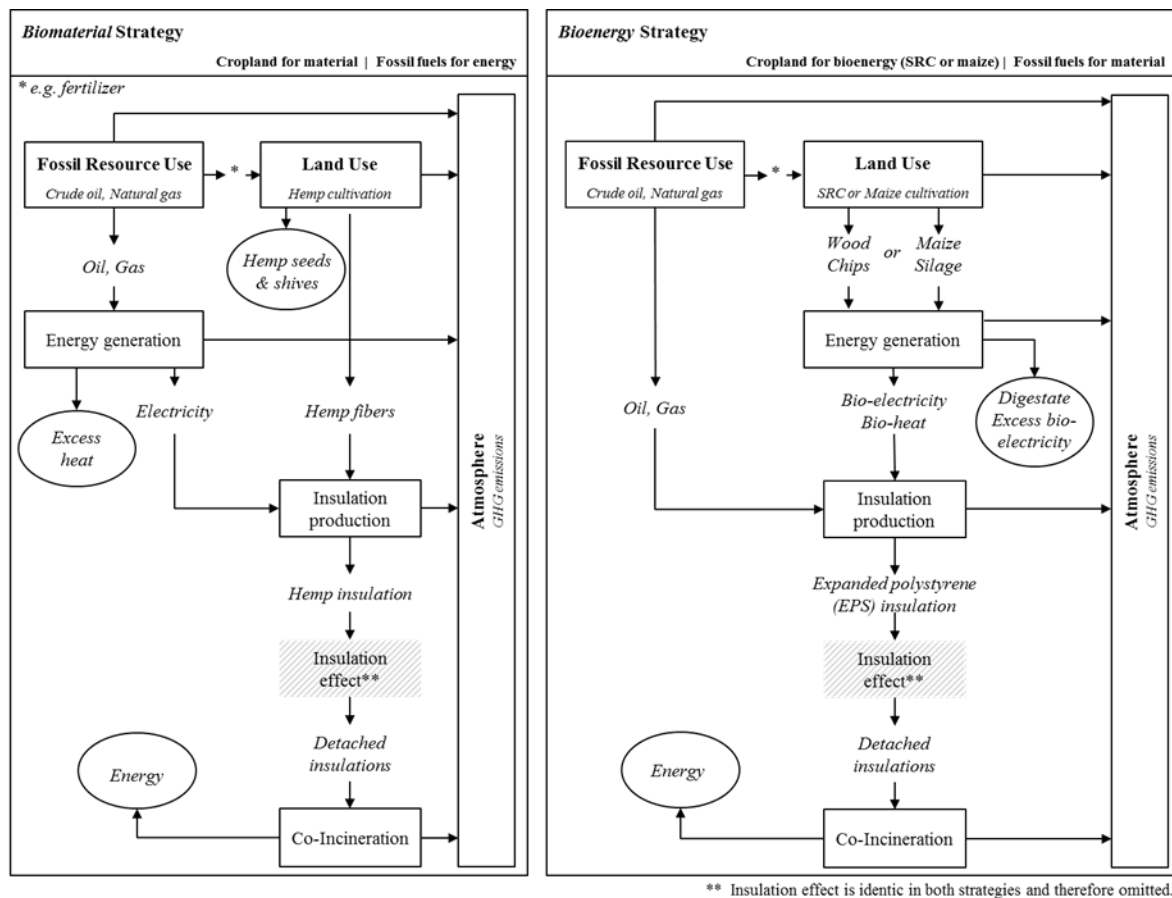 Biomaterial Strategy
Cropland for material | Fossil fuels for energy
* e.g. fertilizer
Fossil Resource Use
Crude oil, Natural gas
*
Land Use
Hemp cultivation
Oil, Gas
Hemp seeds
& shives
Energy generation
Electricity
Hemp fibers
Excess
heat
Insulation
production
Hemp insulation
Insulation
effect**
Detached
insulations
Energy
Co-Incineration
Atmosphere
GHG emissions
Bioenergy Strategy
Cropland for bioenergy (SRC or maize) | Fossil fuels for material
Fossil Resource Use
Crude oil, Natural gas
*
Land Use
SRC or Maize cultivation
Wood
Chips
or
Maize
Silage
Energy generation
Oil, Gas
Bio-electricity
Bio-heat
Digestate
Excess bio-
electricity
Insulation
production
Expanded polystyrene
(EPS) insulation
Insulation
effect**
Detached
insulations
Energy
Co-Incineration
Atmosphere
GHG emissions
** Insulation effect is identic in both strategies and therefore omitted.